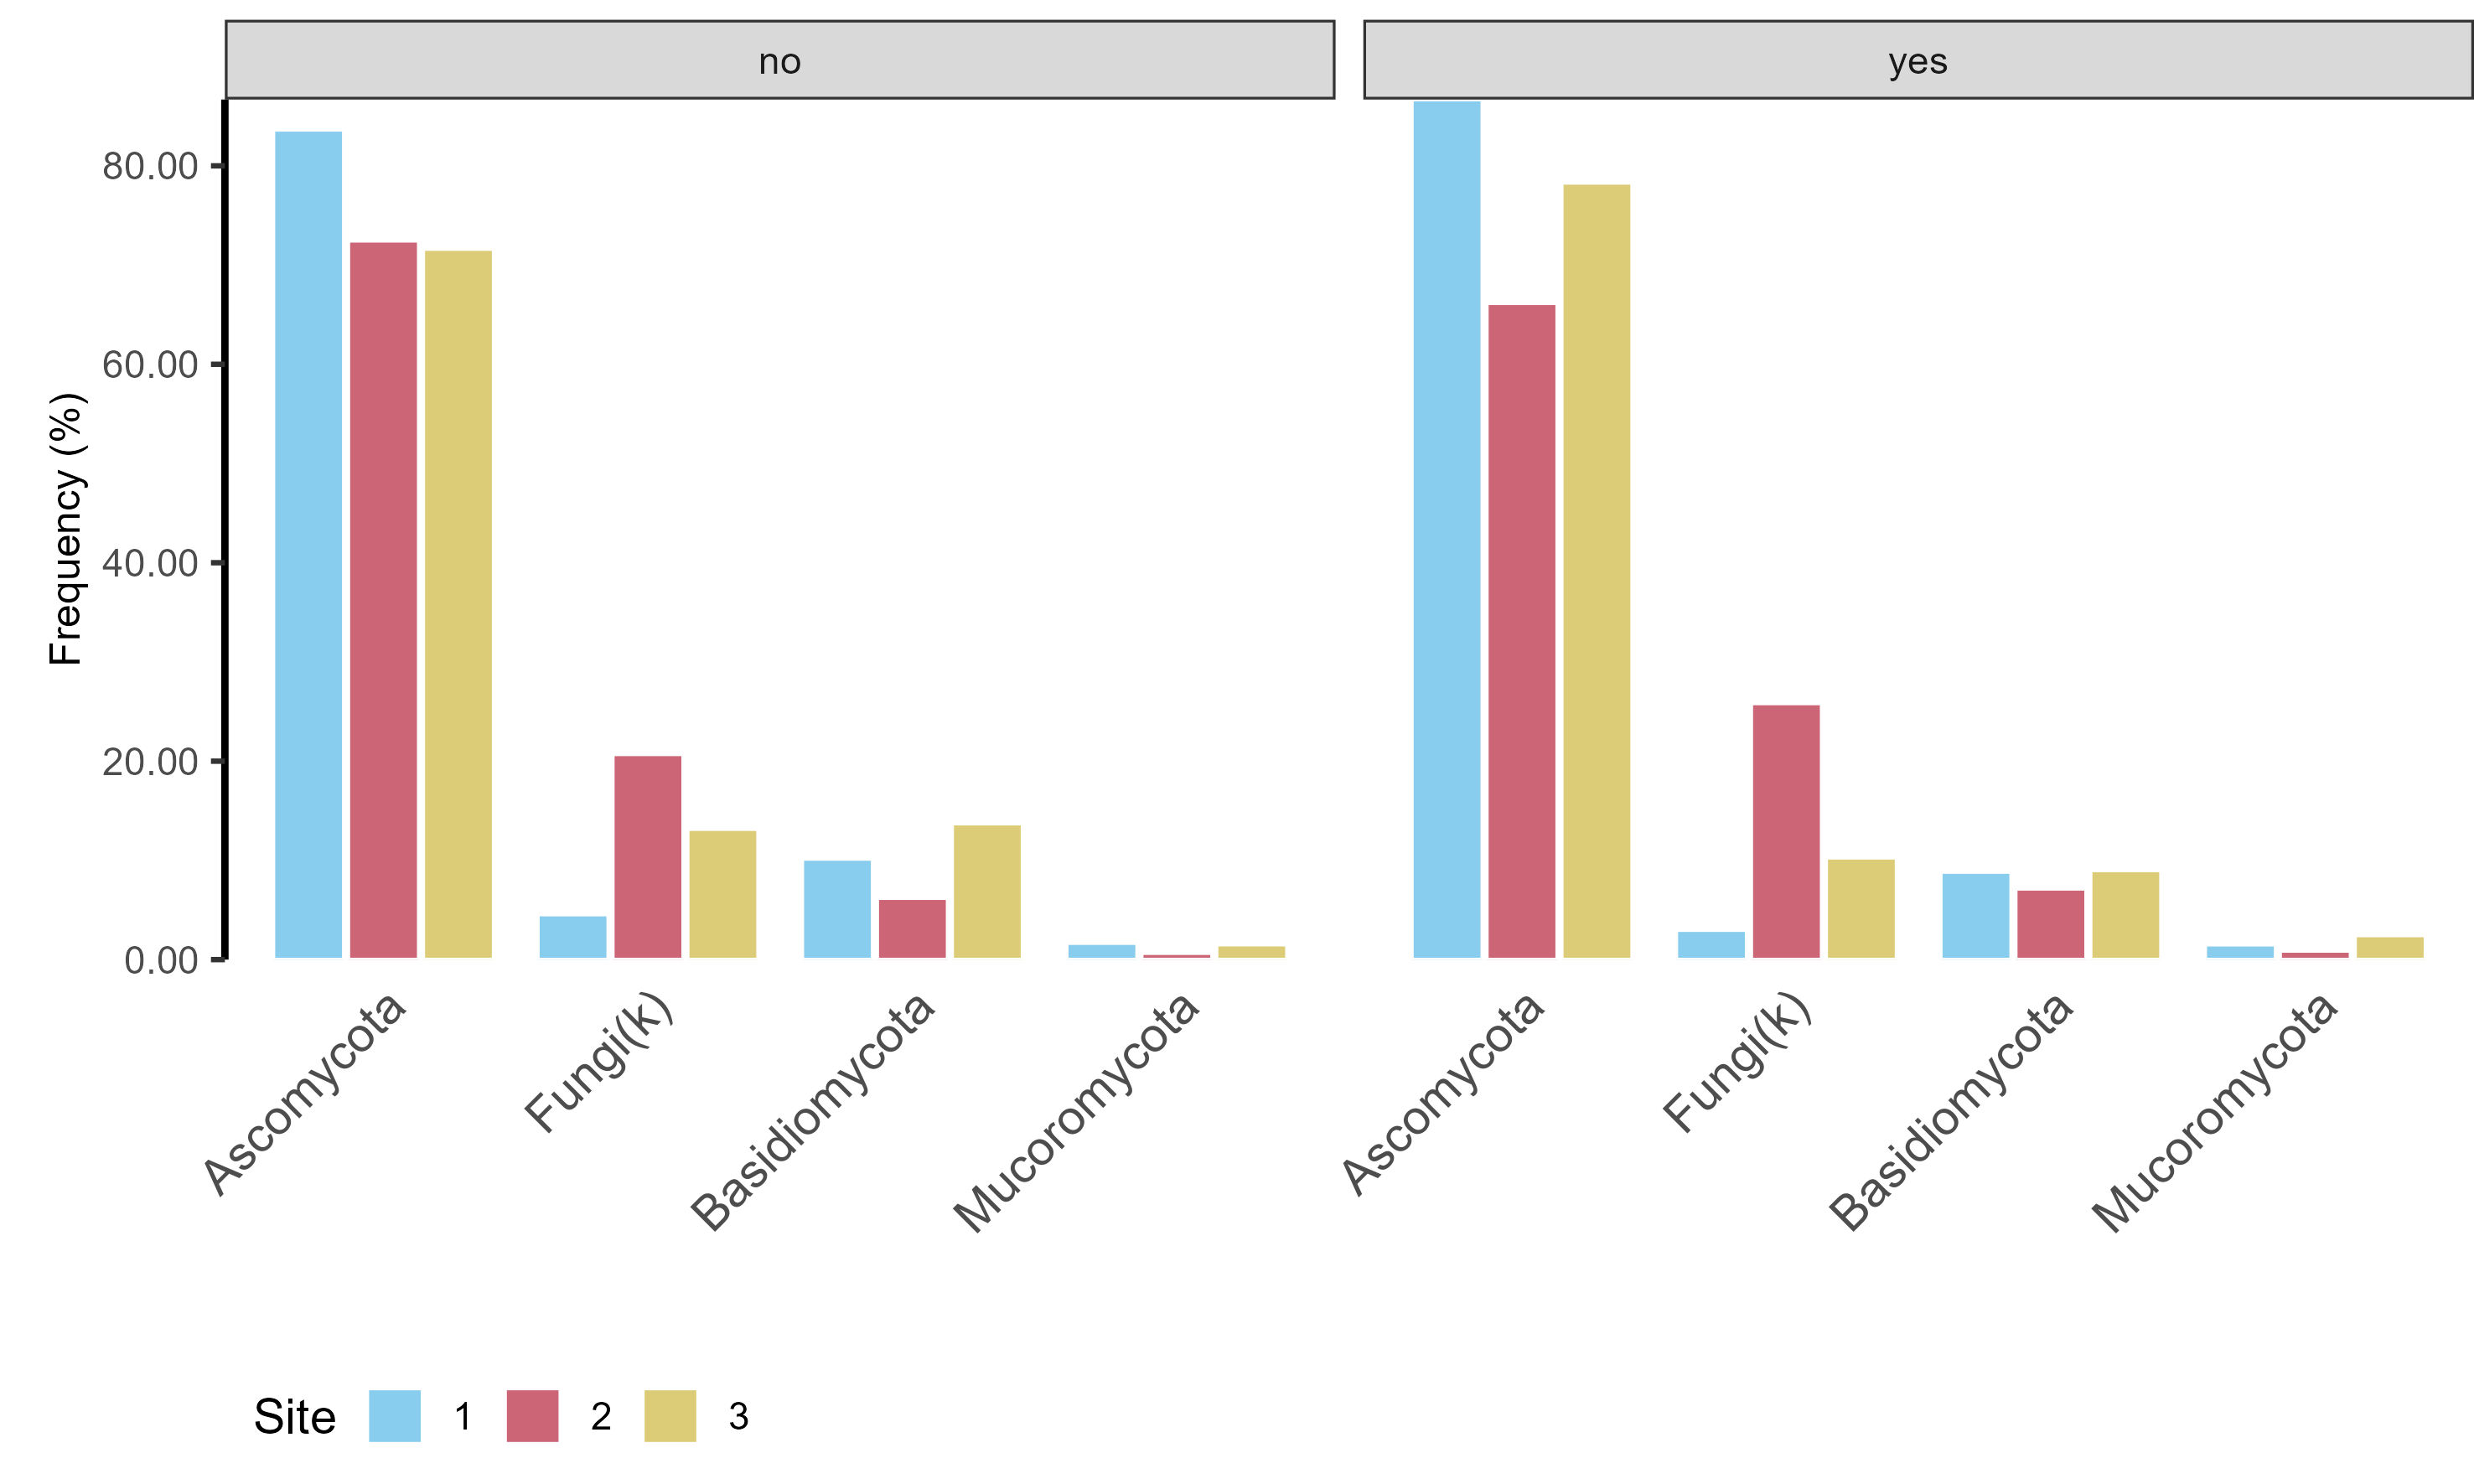 no
yes
Frequency (%)
80.00
60.00
40.00
20.00
0.00
Ascomycota
Fungi(k)
Basidiomycota
Mucoromycota
Ascomycota
Fungi(k)
Basidiomycota
Mucoromycota
Site 1 2 3